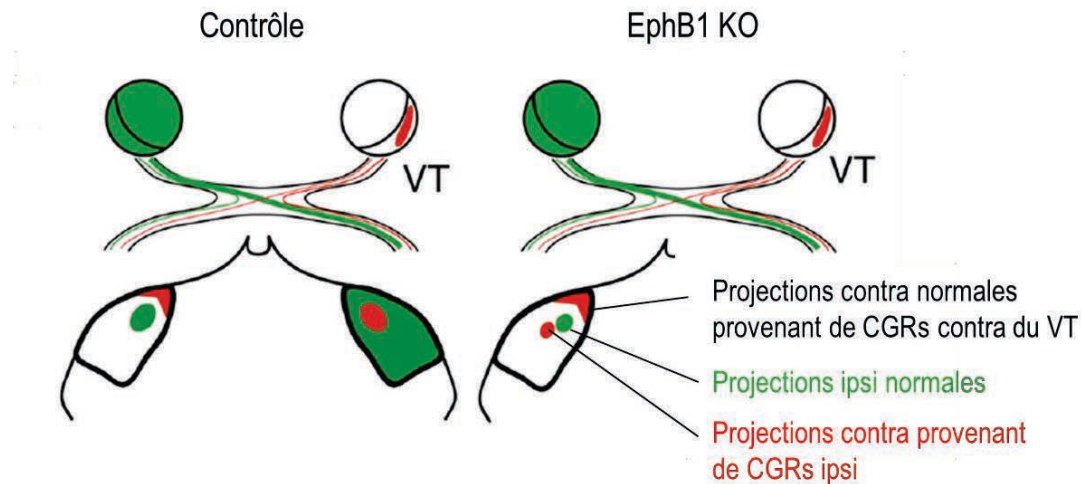 Contrôle
EphB1 KO
VT
VT
Projections contra normales
provenant de CGRs contra du VT
Projections ipsi normales
Projections contra provenant
de CGRs ipsi